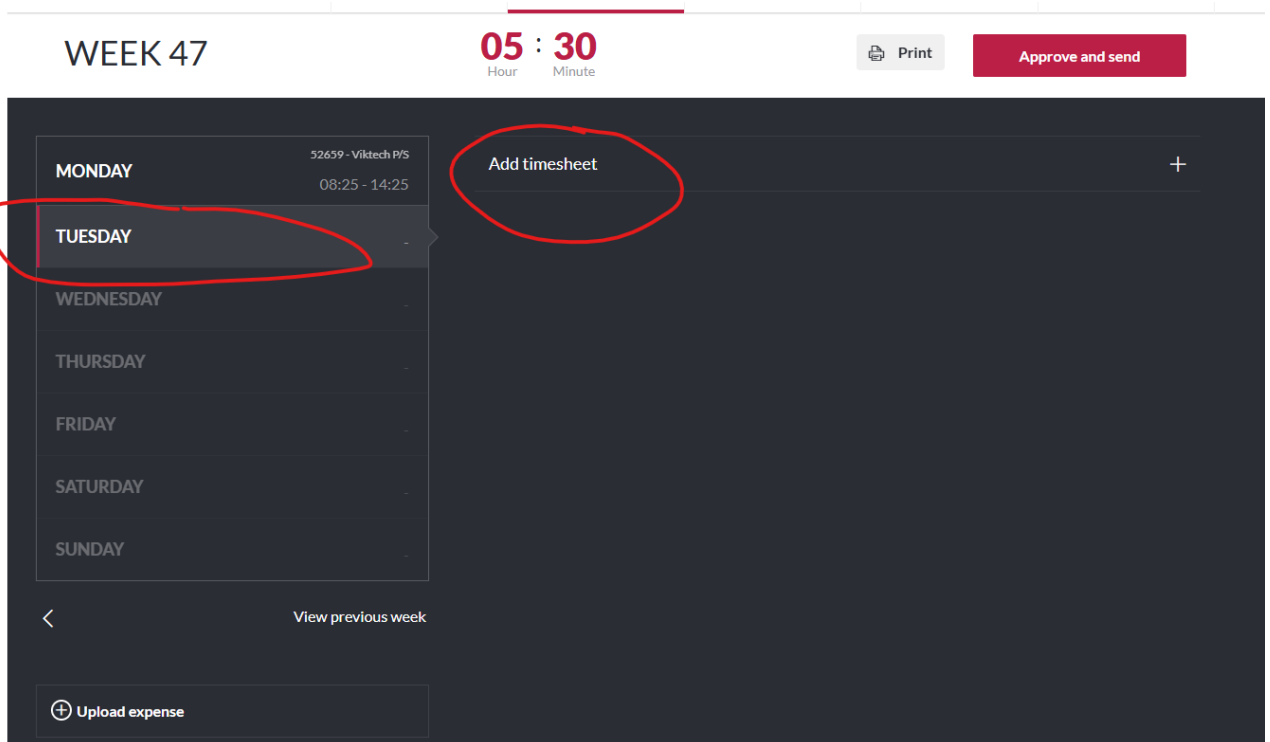 WEEK 47
05 : 30
Hour Minute
Print
Approve and send
MONDAY
52659 - Viktech P/S
08:25 - 14:25
TUESDAY -
WEDNESDAY -
THURSDAY -
FRIDAY -
SATURDAY -
SUNDAY -
View previous week
Upload expense
Add timesheet +